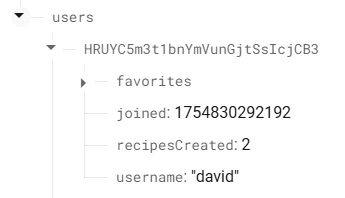 users
HRUYC5m3t1bnYmVunGjtSsIcjCB3
favorites
joined: 1754830292192
recipesCreated: 2
username: "david"